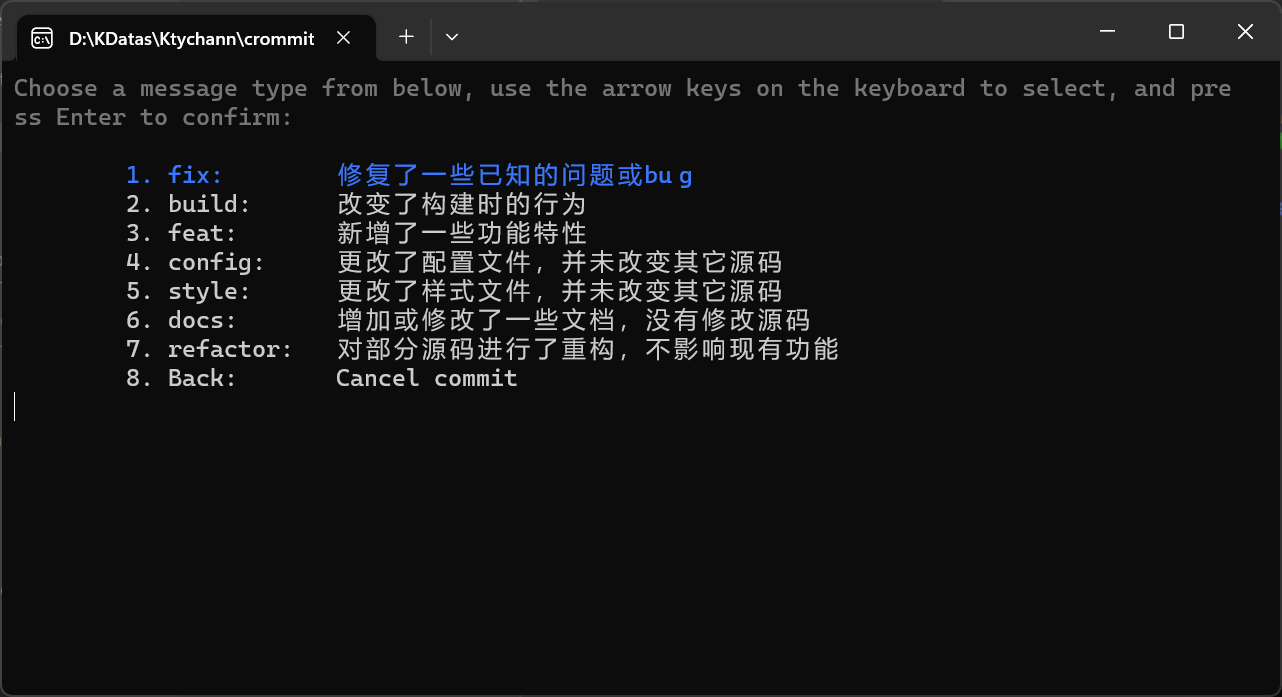 D:\KDatas\Ktychann\crommit
Choose a message type from below, use the arrow keys on the keyboard to select, and pre
ss Enter to confirm:
1. fix: 修复了一些已知的问题或bug
2. build: 改变了构建时的行为
3. feat: 新增了一些功能特性
4. config: 更改了配置文件，并未改变其它源码
5. style: 更改了样式文件，并未改变其它源码
6. docs: 增加或修改了一些文档，没有修改源码
7. refactor: 对部分源码进行了重构，不影响现有功能
8. Back: Cancel commit